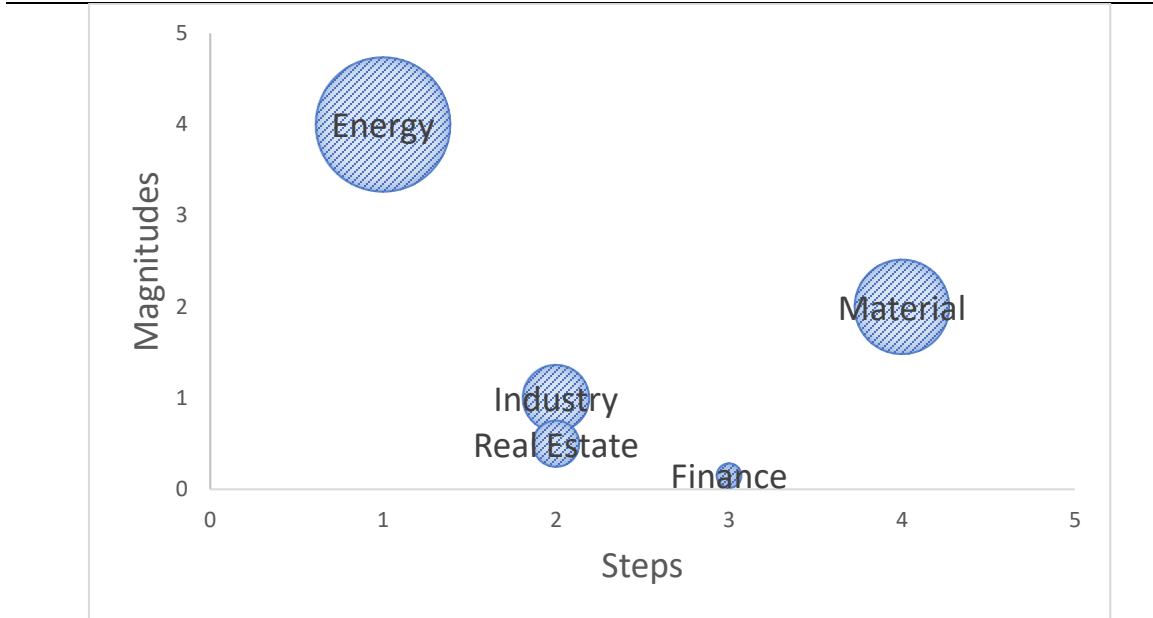 5
4
3
2
1
0
Magnitudes
Energy
Material
Industry
Real Estate
Finance
0 1 2 3 4 5
Steps